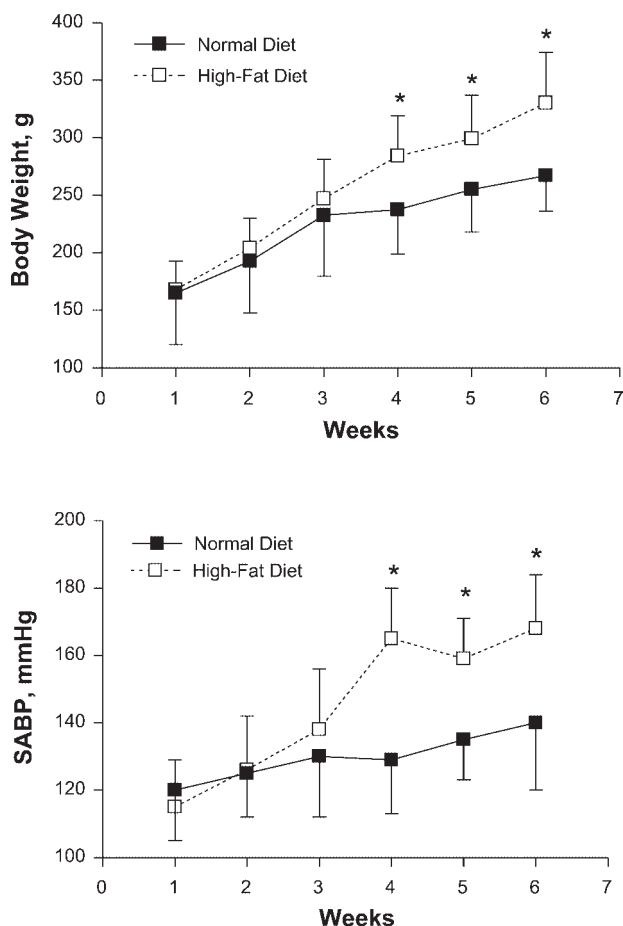 400
350
300
250
200
150
100
Body Weight, g
Normal Diet
High-Fat Diet
*
*
*
0 1 2 3 4 5 6 7
Weeks
200
180
160
140
120
100
SABP, mmHg
Normal Diet
High-Fat Diet
*
*
*
0 1 2 3 4 5 6 7
Weeks